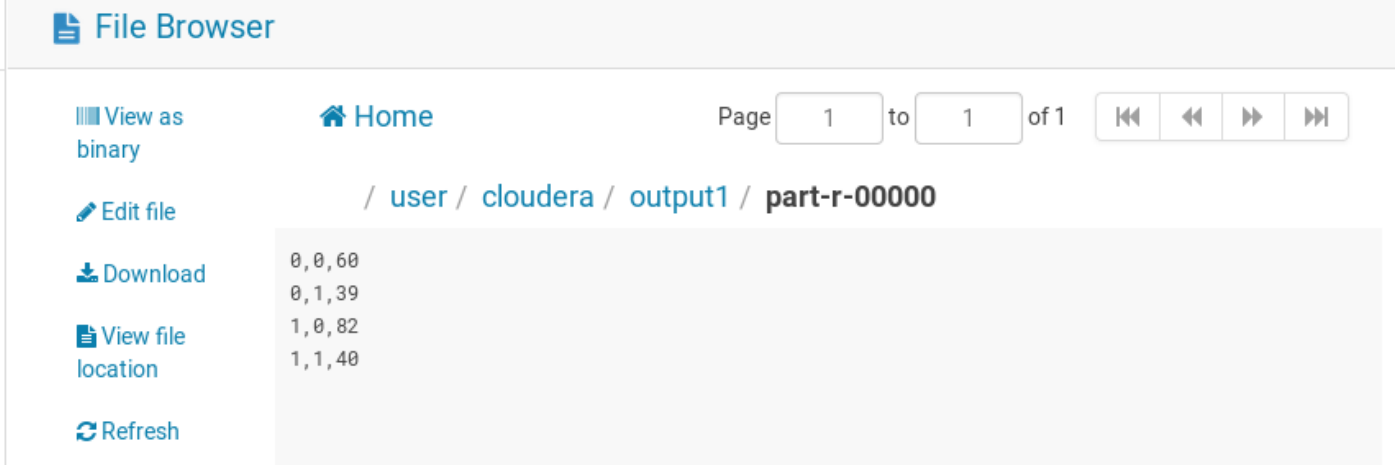 File Browser
View as
binary
Edit file
Download
View file
location
Refresh
Home
Page 1 to 1 of 1
/ user / cloudera / output1 / part-r-00000
0,0,60
0,1,39
1,0,82
1,1,40